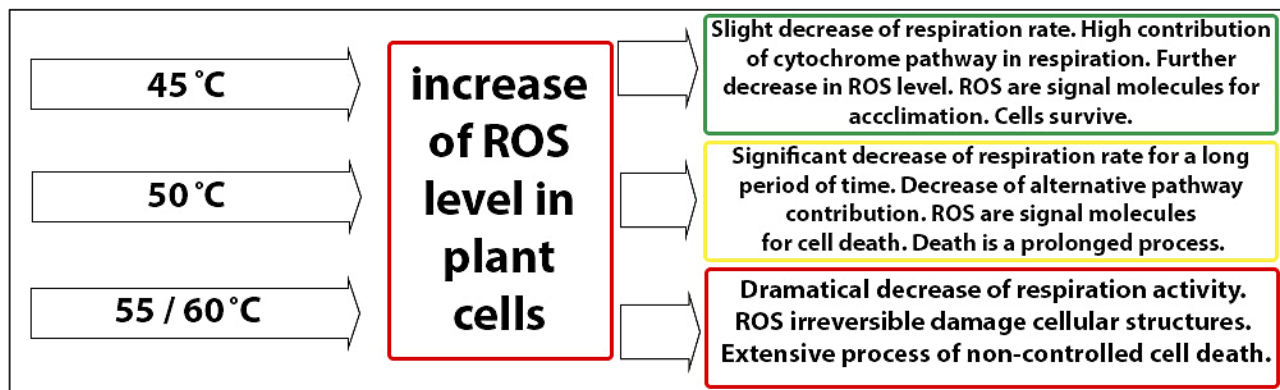 45 °C
50 °C
55 / 60 °C
increase
of ROS
level in
plant
cells
Slight decrease of respiration rate. High contribution
of cytochrome pathway in respiration. Further
decrease in ROS level. ROS are signal molecules for
accclimation. Cells survive.
Significant decrease of respiration rate for a long
period of time. Decrease of alternative pathway
contribution. ROS are signal molecules
for cell death. Death is a prolonged process.
Dramatical decrease of respiration activity.
ROS irreversible damage cellular structures.
Extensive process of non-controlled cell death.